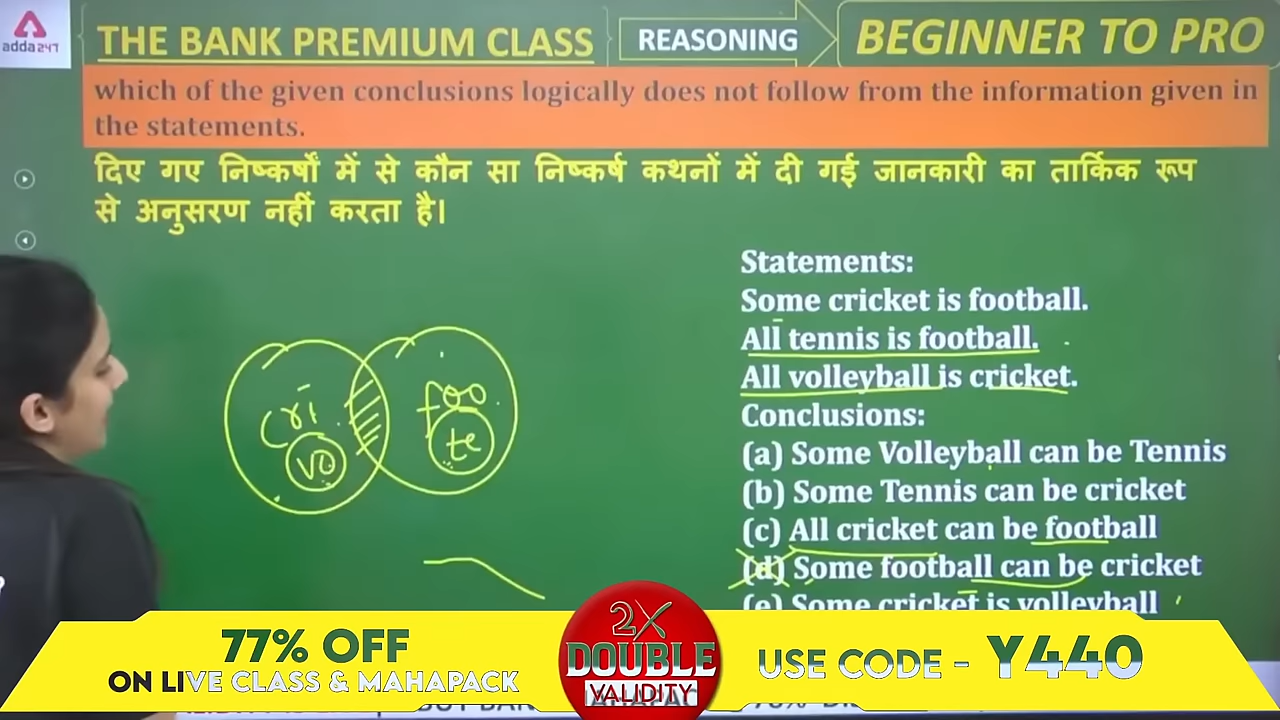 adda247
THE BANK PREMIUM CLASS
REASONING
BEGINNER TO PRO
which of the given conclusions logically does not follow from the information given in
the statements.
दिए गए निष्कर्षों में से कौन सा निष्कर्ष कथनों में दी गई जानकारी का तार्किक रूप
से अनुसरण नहीं करता है।
Statements:
Some cricket is football.
All tennis is football.
All volleyball is cricket.
Conclusions:
(a) Some Volleyball can be Tennis
(b) Some Tennis can be cricket
(c) All cricket can be football
(d) Some football can be cricket
(e) Some cricket is volleyball
Cri
foo
vo
te
77% OFF
ON LIVE CLASS & MAHAPACK
2X
DOUBLE
VALIDITY
USE CODE - Y440